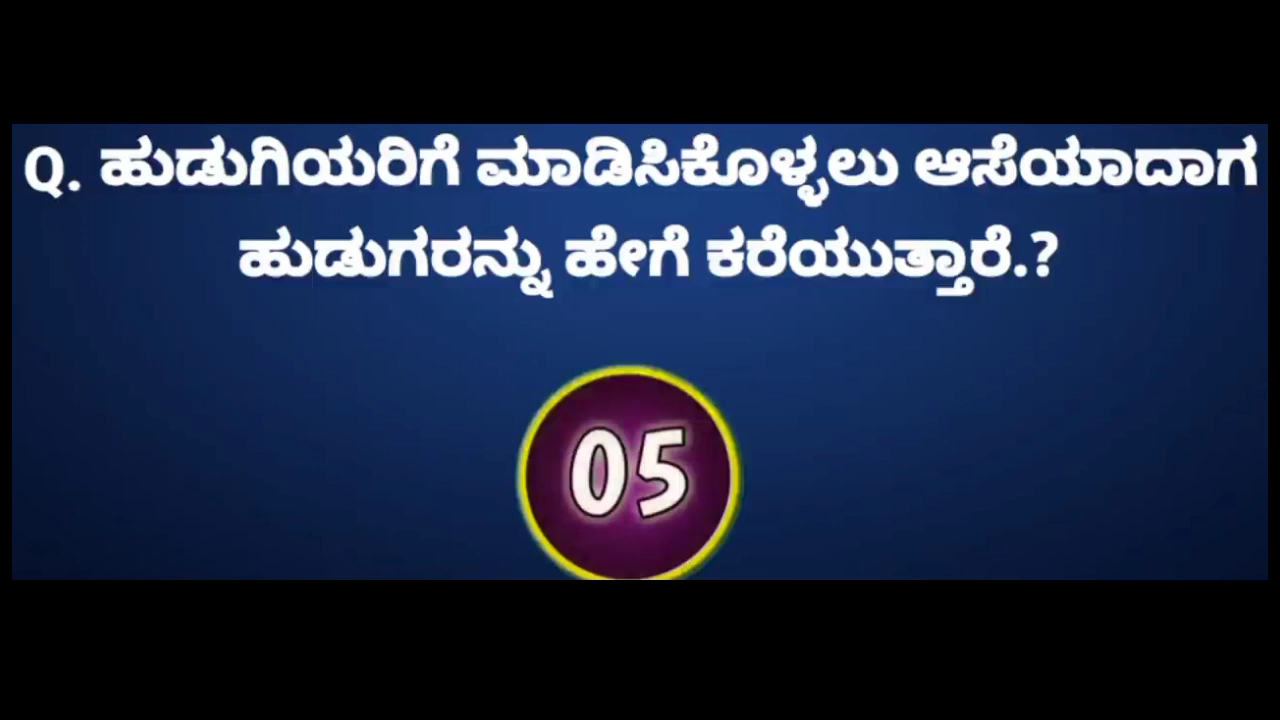 Q. ಹುಡುಗಿಯರಿಗೆ ಮಾಡಿಸಿಕೊಳ್ಳಲು ಆಸೆಯಾದಾಗ
ಹುಡುಗರನ್ನು ಹೇಗೆ ಕರೆಯುತ್ತಾರೆ.?
05